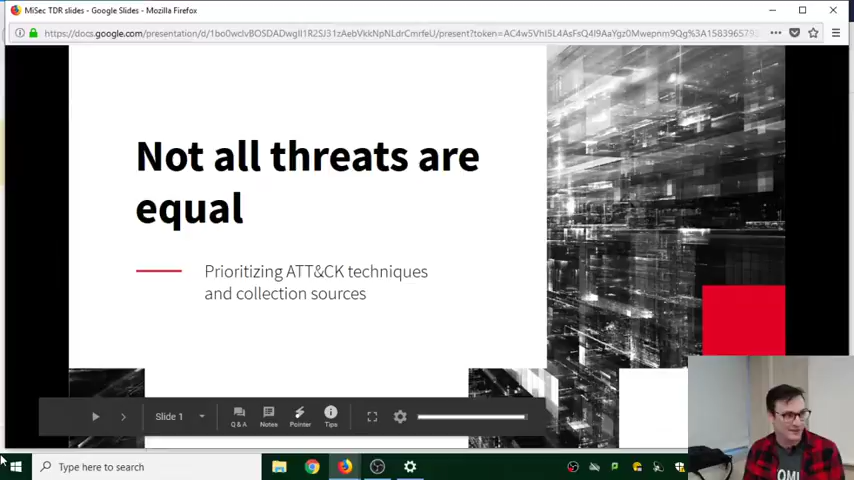 MiSec TDR slides - Google Slides - Mozilla Firefox
Not all threats are
equal
Prioritizing ATT&CK techniques
and collection sources
Slide 1
Q & A
Notes
Pointer
Tips
Type here to search